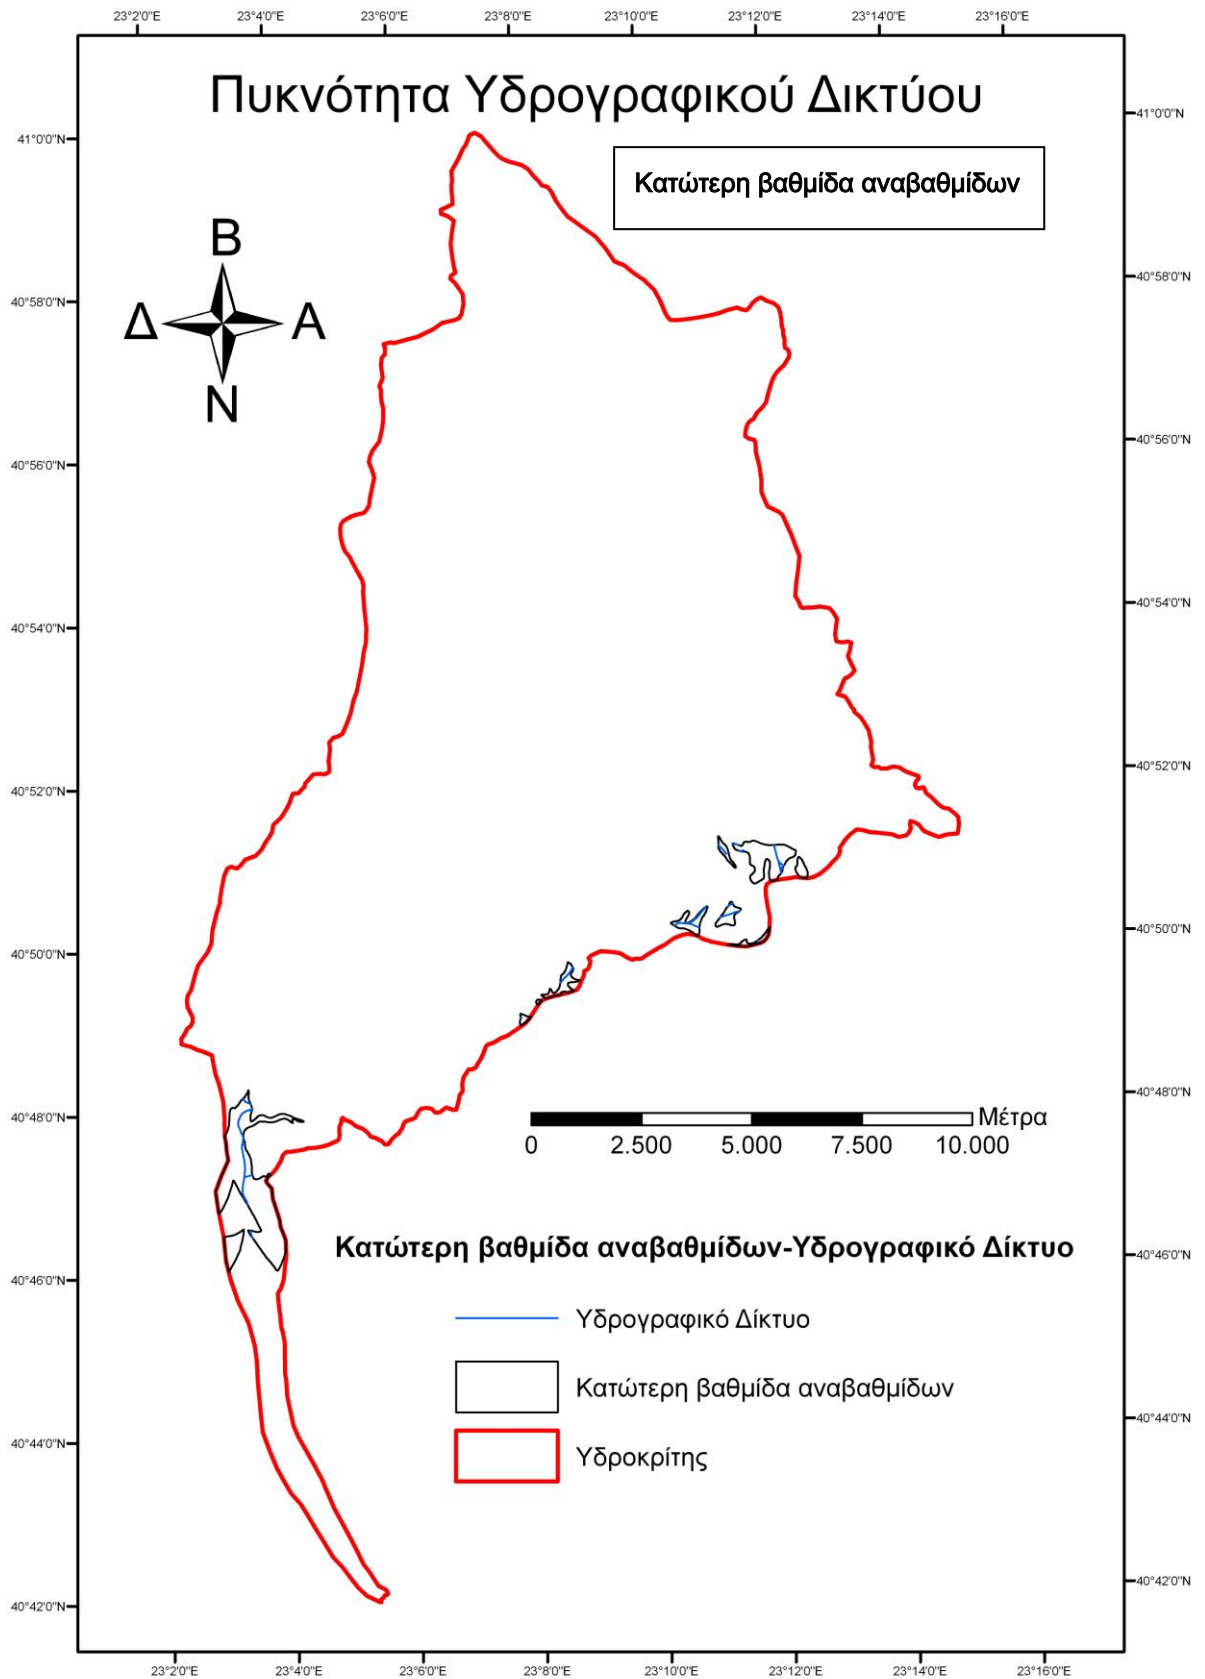 23°2'0"E 23°4'0"E 23°6'0"E 23°8'0"E 23°10'0"E 23°12'0"E 23°14'0"E 23°16'0"E
Πυκνότητα Υδρογραφικού Δικτύου
41°0'0"N
41°0'0"N
Κατώτερη βαθμίδα αναβαθμίδων
Β
Δ Α
Ν
40°58'0"N
40°58'0"N
40°56'0"N
40°56'0"N
40°54'0"N
40°54'0"N
40°52'0"N
40°52'0"N
40°50'0"N
40°50'0"N
40°48'0"N
40°48'0"N
Μέτρα
0 2.500 5.000 7.500 10.000
Κατώτερη βαθμίδα αναβαθμίδων-Υδρογραφικό Δίκτυο
40°46'0"N
40°46'0"N
Υδρογραφικό Δίκτυο
Κατώτερη βαθμίδα αναβαθμίδων
40°44'0"N
40°44'0"N
Υδροκρίτης
40°42'0"N
40°42'0"N
23°2'0"E 23°4'0"E 23°6'0"E 23°8'0"E 23°10'0"E 23°12'0"E 23°14'0"E 23°16'0"E